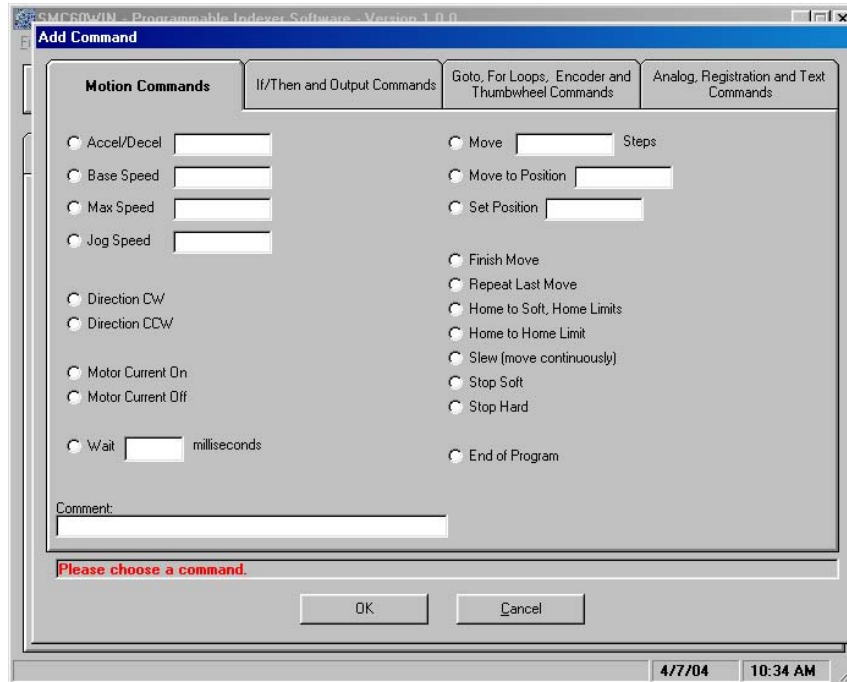 SMC60WIN - Programmable Indexer Software - Version 1.0.0
Add Command
Motion Commands
If/Then and Output Commands
Goto, For Loops, Encoder and
Thumbwheel Commands
Analog, Registration and Text
Commands
Accel/Decel
Base Speed
Max Speed
Jog Speed
Direction CW
Direction CCW
Motor Current On
Motor Current Off
Wait milliseconds
Move Steps
Move to Position
Set Position
Finish Move
Repeat Last Move
Home to Soft, Home Limits
Home to Home Limit
Slew (move continuously)
Stop Soft
Stop Hard
End of Program
Comment:
Please choose a command.
OK Cancel
4/7/04 10:34 AM